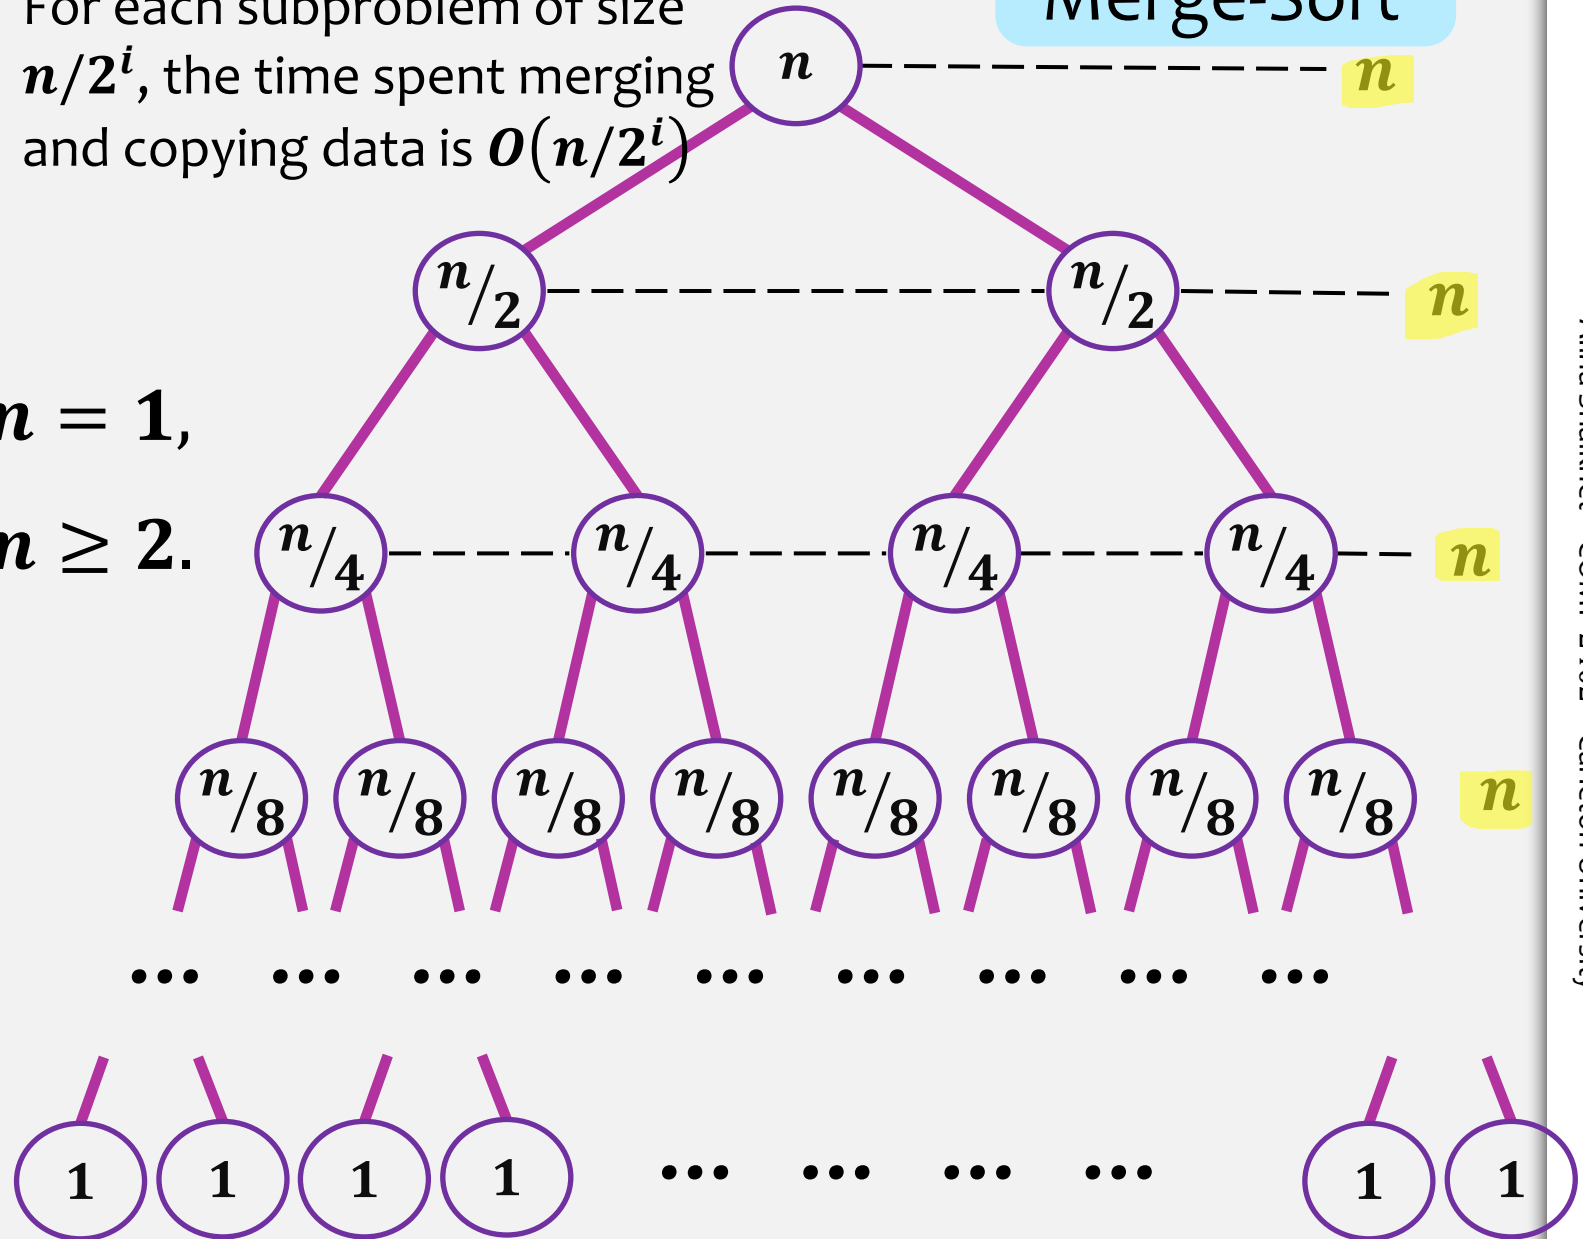 For each subproblem of size
n/2^i, the time spent merging
and copying data is O(n/2^i)
Merge-Sort
n n
n/2 n/2 n
n = 1,
n ≥ 2.
n/4 n/4 n/4 n/4 n
n/8 n/8 n/8 n/8 n/8 n/8 n/8 n/8 n
... ... ... ... ... ... ... ... ...
1 1 1 1 ... ... ... ... 1 1
University